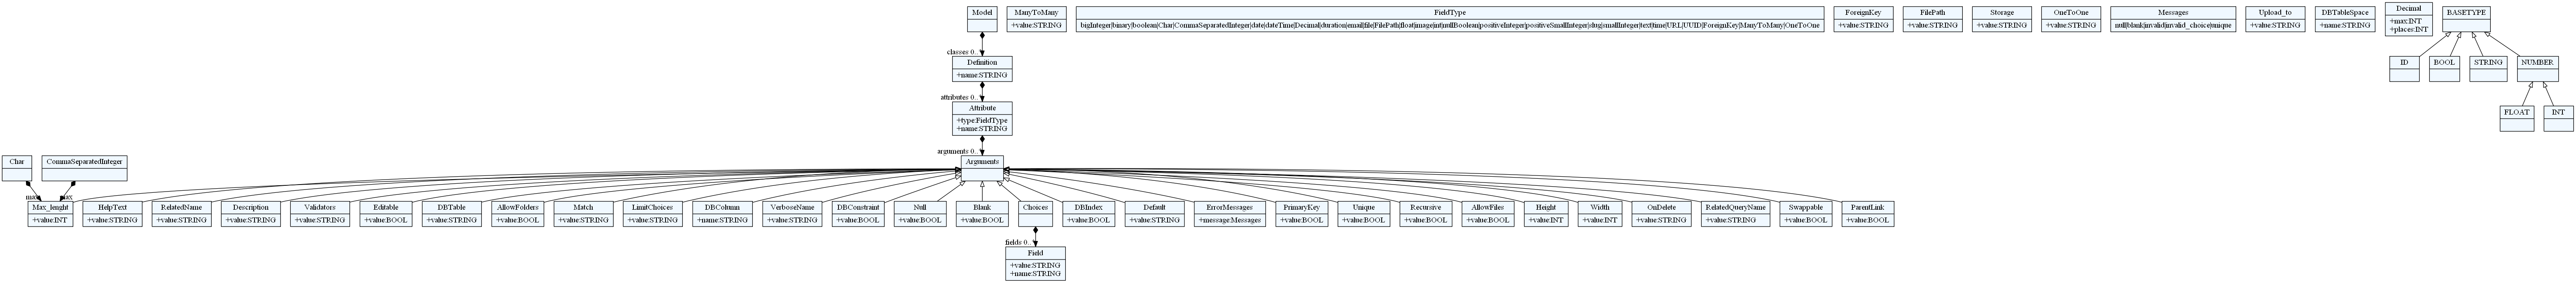 Model
ManyToMany
+value:STRING
FieldType
bigInteger|binary|boolean|Char|CommaSeparatedInteger|date|dateTime|Decimal|duration|email|file|FilePath|float|image|int|nullBoolean|positiveInteger|positiveSmallInteger|slug|smallInteger|text|time|URL|UUID|ForeignKey|ManyToMany|OneToOne
ForeignKey
+value:STRING
FilePath
+value:STRING
Storage
+value:STRING
OneToOne
+value:STRING
Messages
null|blank|invalid|invalid_choice|unique
Upload_to
+value:STRING
DBTableSpace
+name:STRING
Decimal
+max:INT
+places:INT
BASETYPE
classes 0..*
Definition
+name:STRING
ID
BOOL
STRING
NUMBER
attributes 0..*
Attribute
+type:FieldType
+name:STRING
FLOAT
INT
arguments 0..*
Char
CommaSeparatedInteger
Arguments
max
max
Max_lenght
+value:INT
HelpText
+value:STRING
RelatedName
+value:STRING
Description
+value:STRING
Validators
+value:STRING
Editable
+value:BOOL
DBTable
+value:STRING
AllowFolders
+value:BOOL
Match
+value:STRING
LimitChoices
+value:STRING
DBColumn
+name:STRING
VerboseName
+value:STRING
DBConstraint
+value:BOOL
Null
+value:BOOL
Blank
+value:BOOL
Choices
DBIndex
+value:BOOL
Default
+value:STRING
ErrorMessages
+message:Messages
PrimaryKey
+value:BOOL
Unique
+value:BOOL
Recursive
+value:BOOL
AllowFiles
+value:BOOL
Height
+value:INT
Width
+value:INT
OnDelete
+value:STRING
RelatedQueryName
+value:STRING
Swappable
+value:BOOL
ParentLink
+value:BOOL
fields 0..*
Field
+value:STRING
+name:STRING